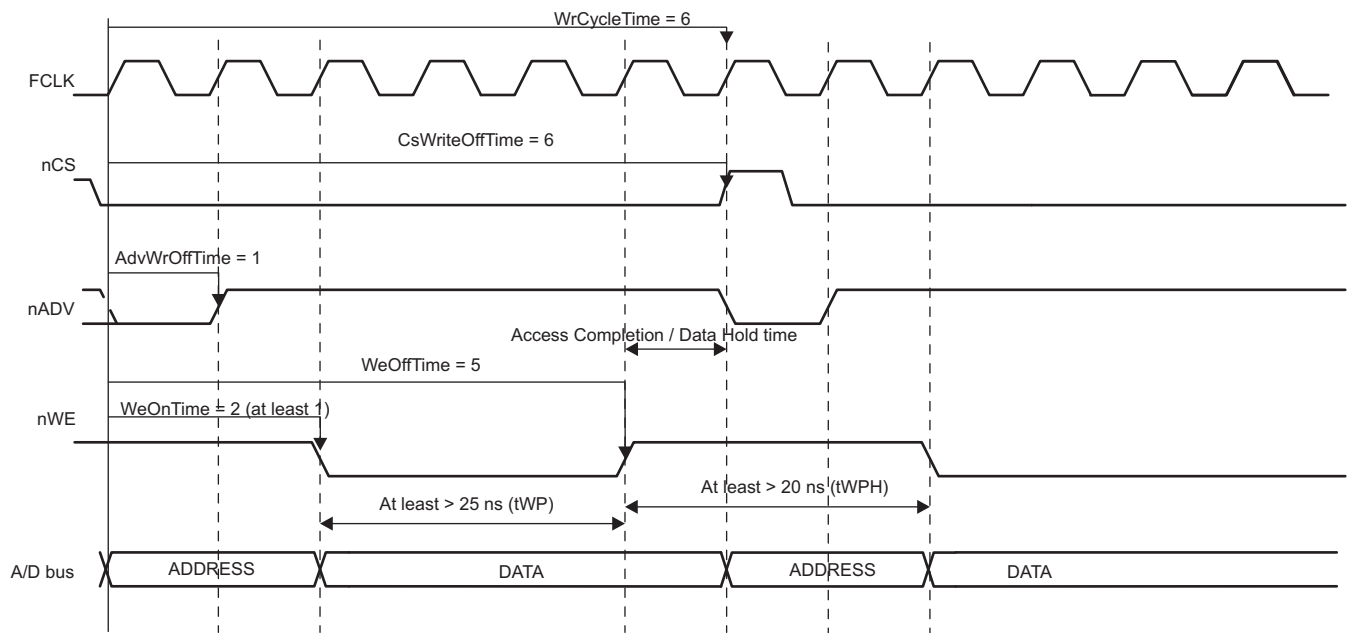 WrCycleTime = 6
FCLK
CsWriteOffTime = 6
nCS
AdvWrOffTime = 1
nADV
Access Completion / Data Hold time
WeOffTime = 5
WeOnTime = 2 (at least 1)
nWE
At least > 25 ns (tWP)
At least > 20 ns (tWPH)
A/D bus
ADDRESS
DATA
ADDRESS
DATA